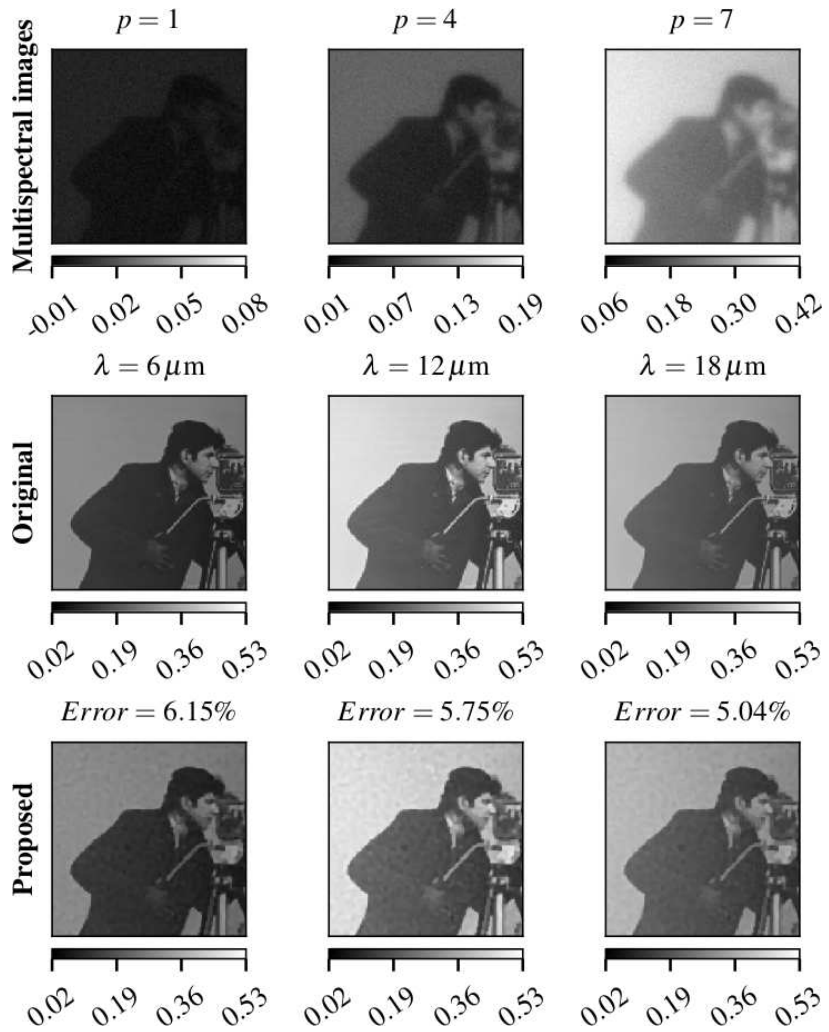 p = 1 p = 4 p = 7
Multispectral images
-0.01 0.02 0.05 0.08 0.01 0.07 0.13 0.19 0.06 0.18 0.30 0.42
λ = 6 μm λ = 12 μm λ = 18 μm
Original
0.02 0.19 0.36 0.53 0.02 0.19 0.36 0.53 0.02 0.19 0.36 0.53
Error = 6.15% Error = 5.75% Error = 5.04%
Proposed
0.02 0.19 0.36 0.53 0.02 0.19 0.36 0.53 0.02 0.19 0.36 0.53